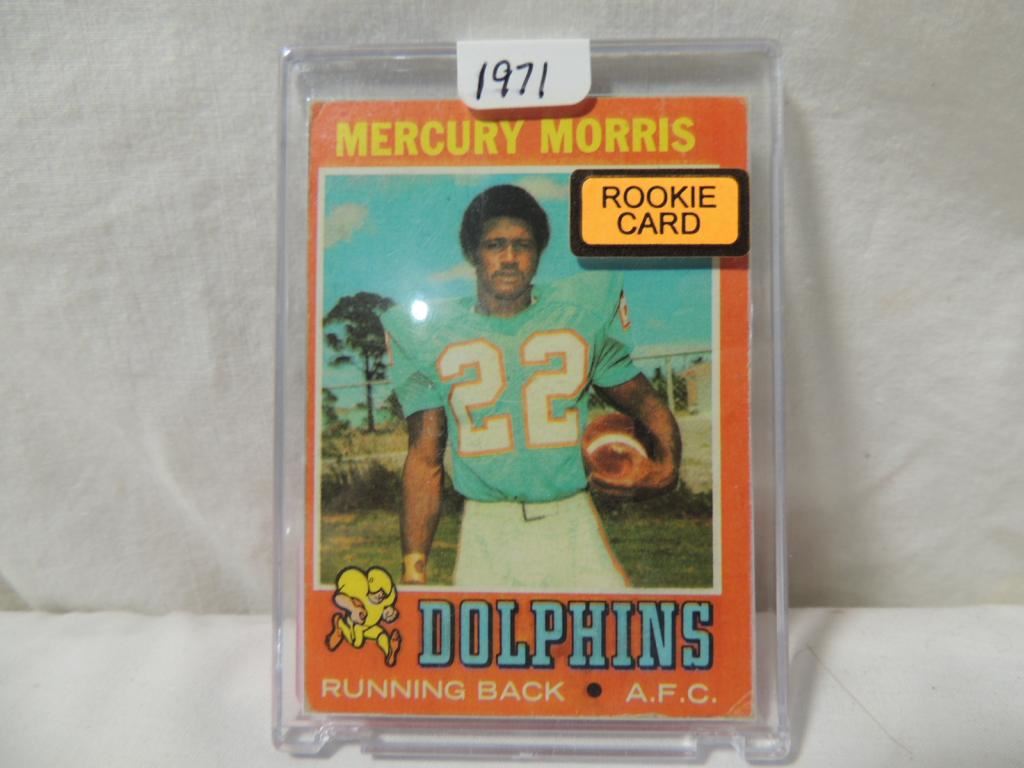 1971
MERCURY MORRIS
ROOKIE
CARD
22
DOLPHINS
RUNNING BACK • A.F.C.